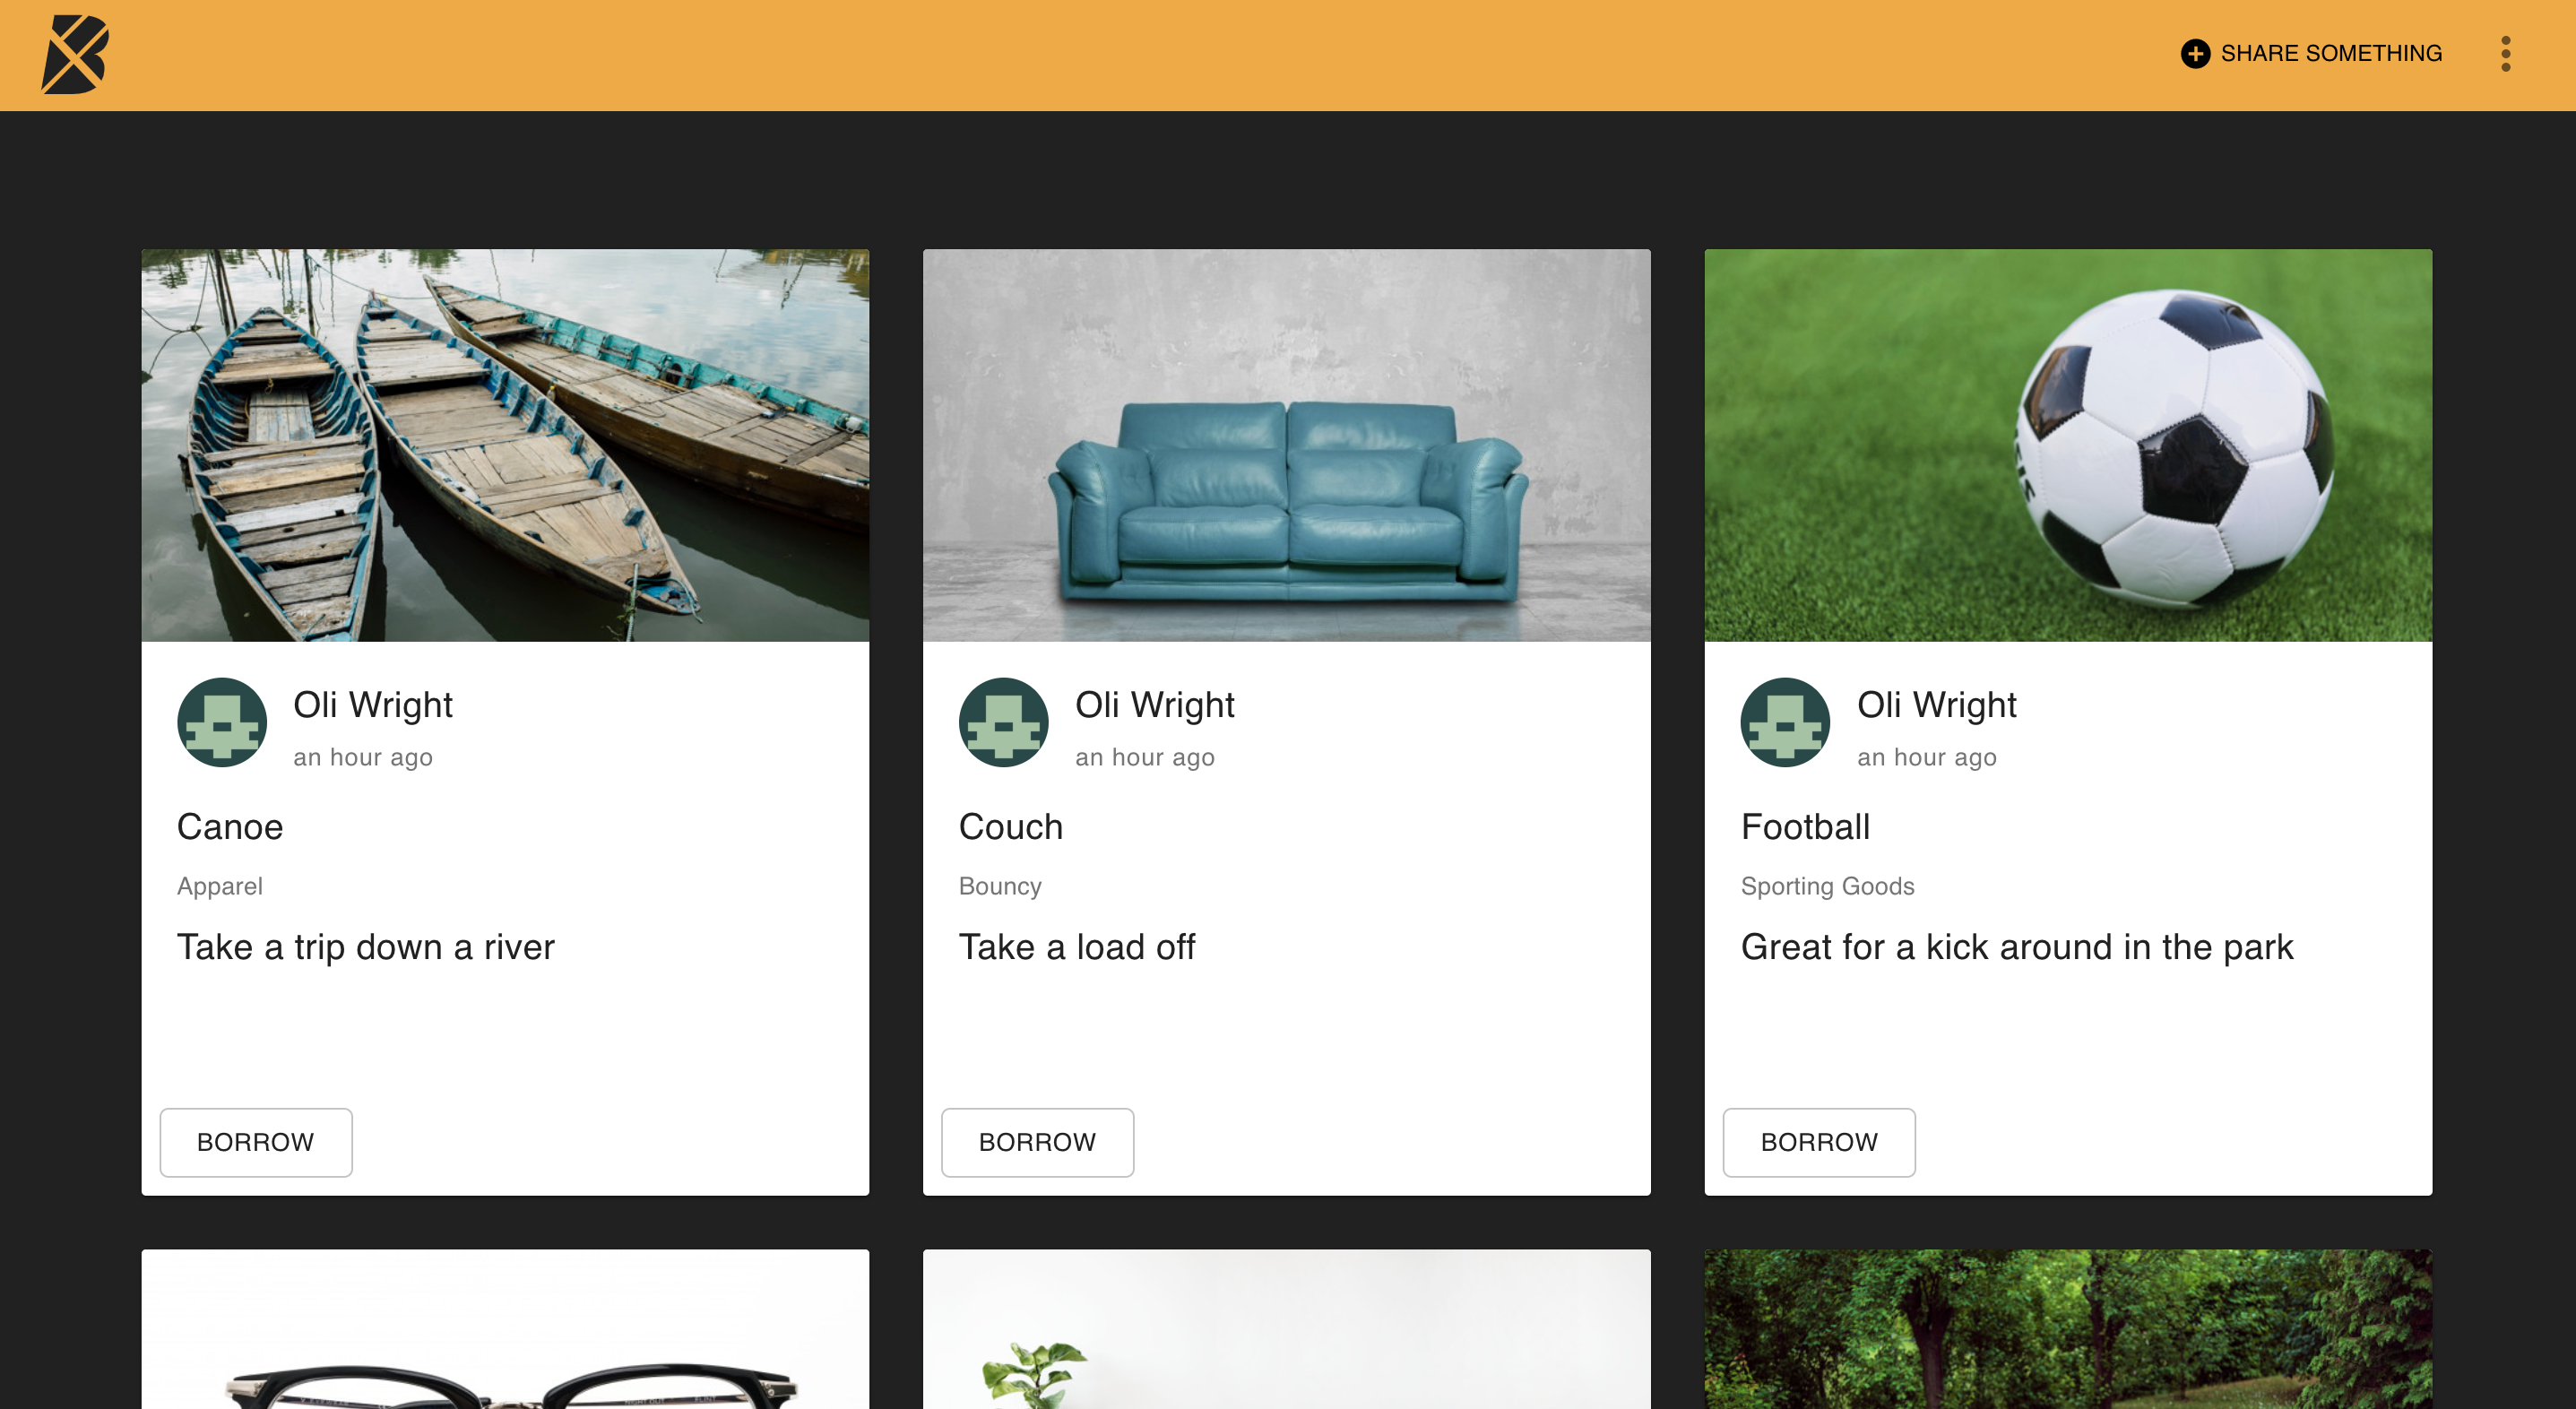 SHARE SOMETHING
Oli Wright
an hour ago
Canoe
Apparel
Take a trip down a river
BORROW
Oli Wright
an hour ago
Couch
Bouncy
Take a load off
BORROW
Oli Wright
an hour ago
Football
Sporting Goods
Great for a kick around in the park
BORROW